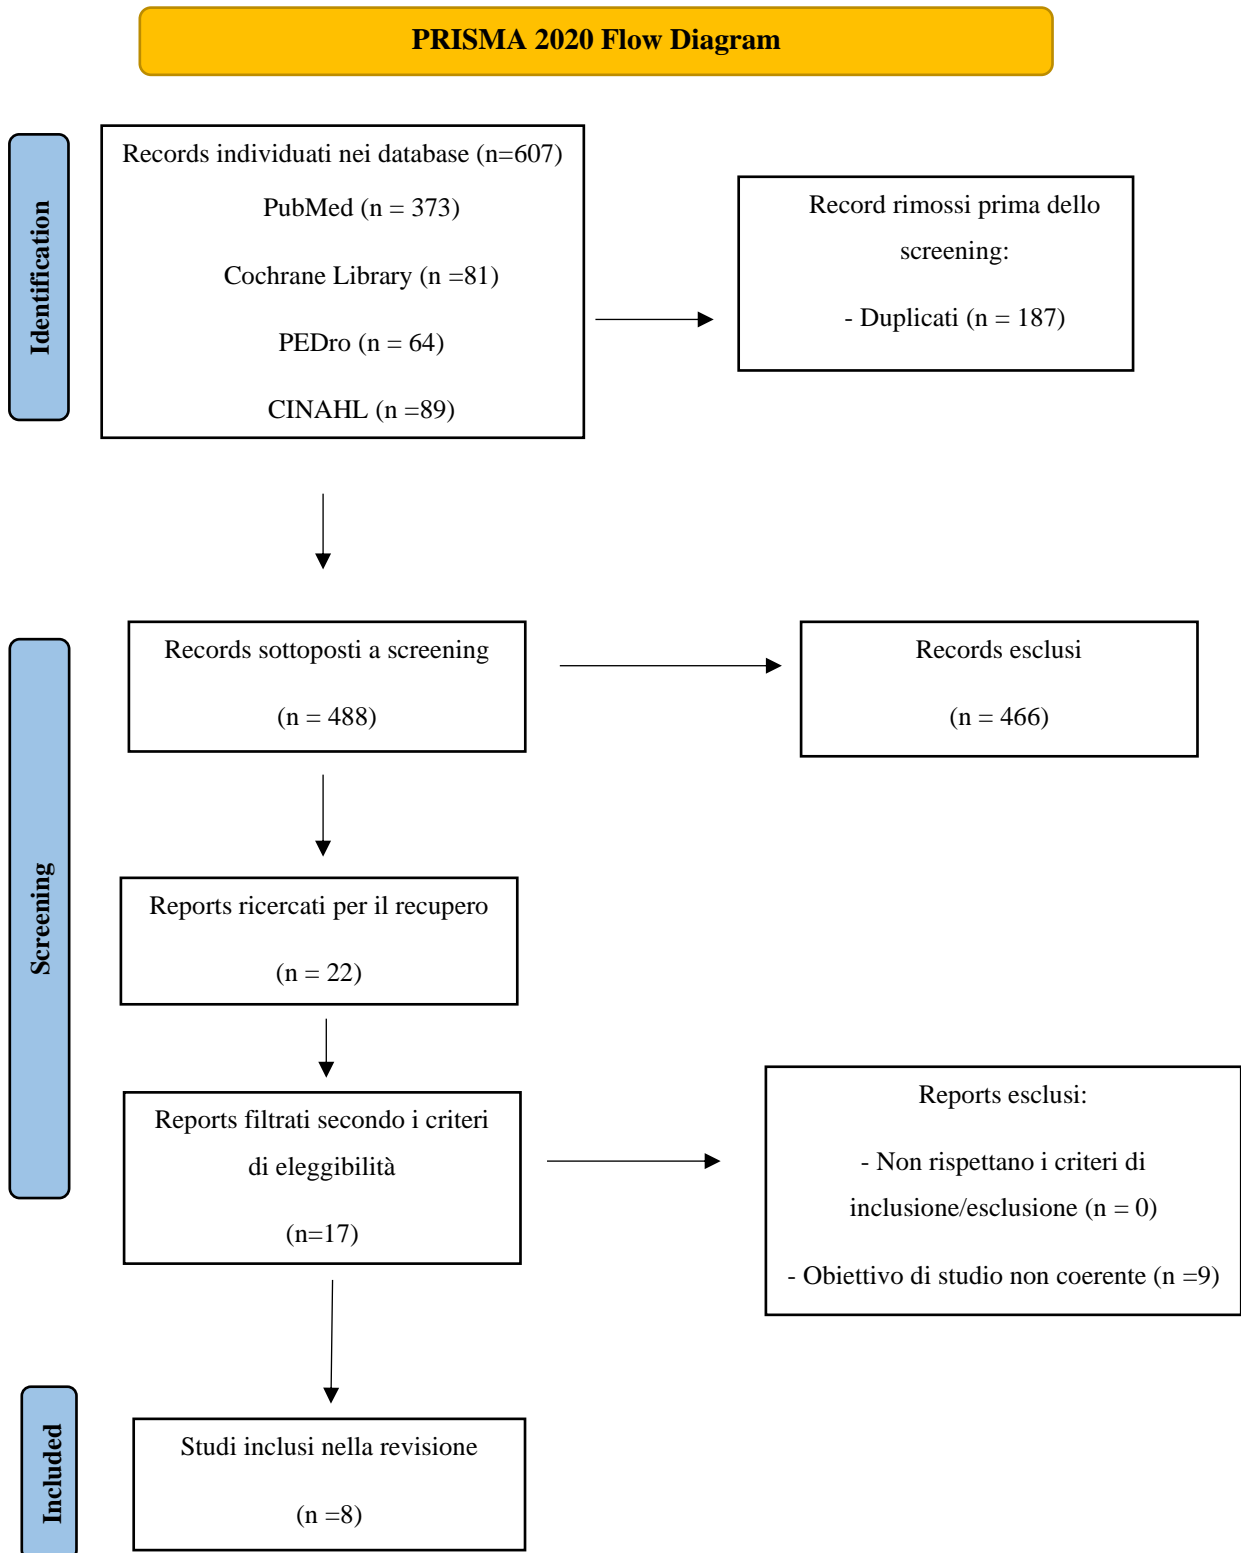 PRISMA 2020 Flow Diagram
Identification
Records individuati nei database (n=607)
PubMed (n = 373)
Cochrane Library (n =81)
PEDro (n = 64)
CINAHL (n =89)
Record rimossi prima dello
screening:
- Duplicati (n = 187)
Screening
Records sottoposti a screening
(n = 488)
Records esclusi
(n = 466)
Reports ricercati per il recupero
(n = 22)
Reports filtrati secondo i criteri
di eleggibilità
(n=17)
Reports esclusi:
- Non rispettano i criteri di
inclusione/esclusione (n = 0)
- Obiettivo di studio non coerente (n =9)
Included
Studi inclusi nella revisione
(n =8)